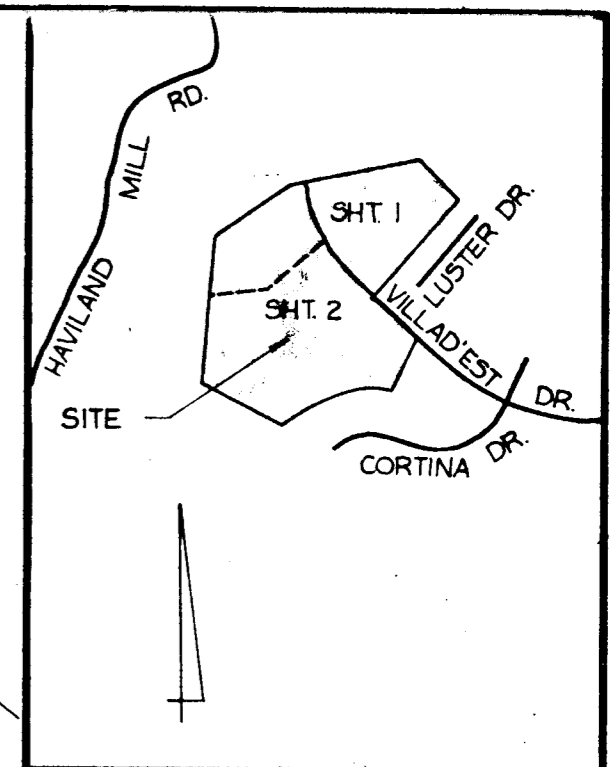 HAVILAND MILL RD.
SHT. 1
LUSTER DR.
SHT. 2
VILLAD'EST DR.
SITE
CORTINA DR.